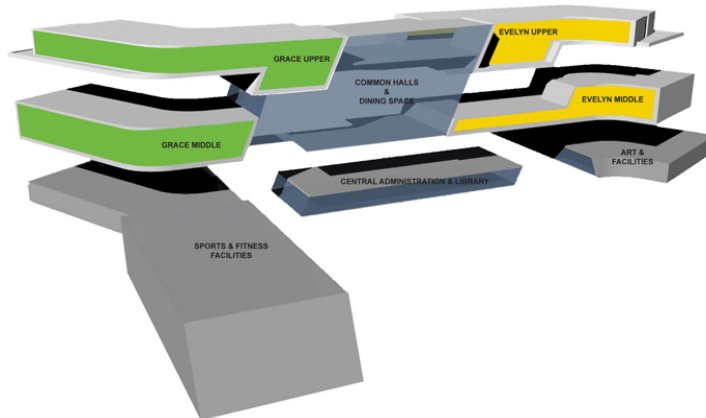 GRACE UPPER
EVELYN UPPER
COMMON HALLS
&
DINING SPACE
EVELYN MIDDLE
GRACE MIDDLE
ART &
FACILITIES
CENTRAL ADMINISTRATION & LIBRARY
SPORTS & FITNESS
FACILITIES